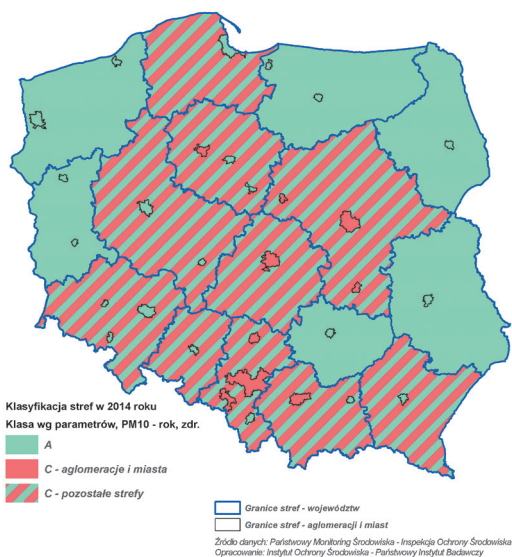 Klasyfikacja stref w 2014 roku
Klasa wg parametrów, PM10 - rok, zdr.
A
C - aglomeracje i miasta
C - pozostałe strefy
Granice stref - województw
Granice stref - aglomeracji i miast
Źródło danych: Państwowy Monitoring Środowiska - Inspekcja Ochrony Środowiska
Opracowanie: Instytut Ochrony Środowiska - Państwowy Instytut Badawczy